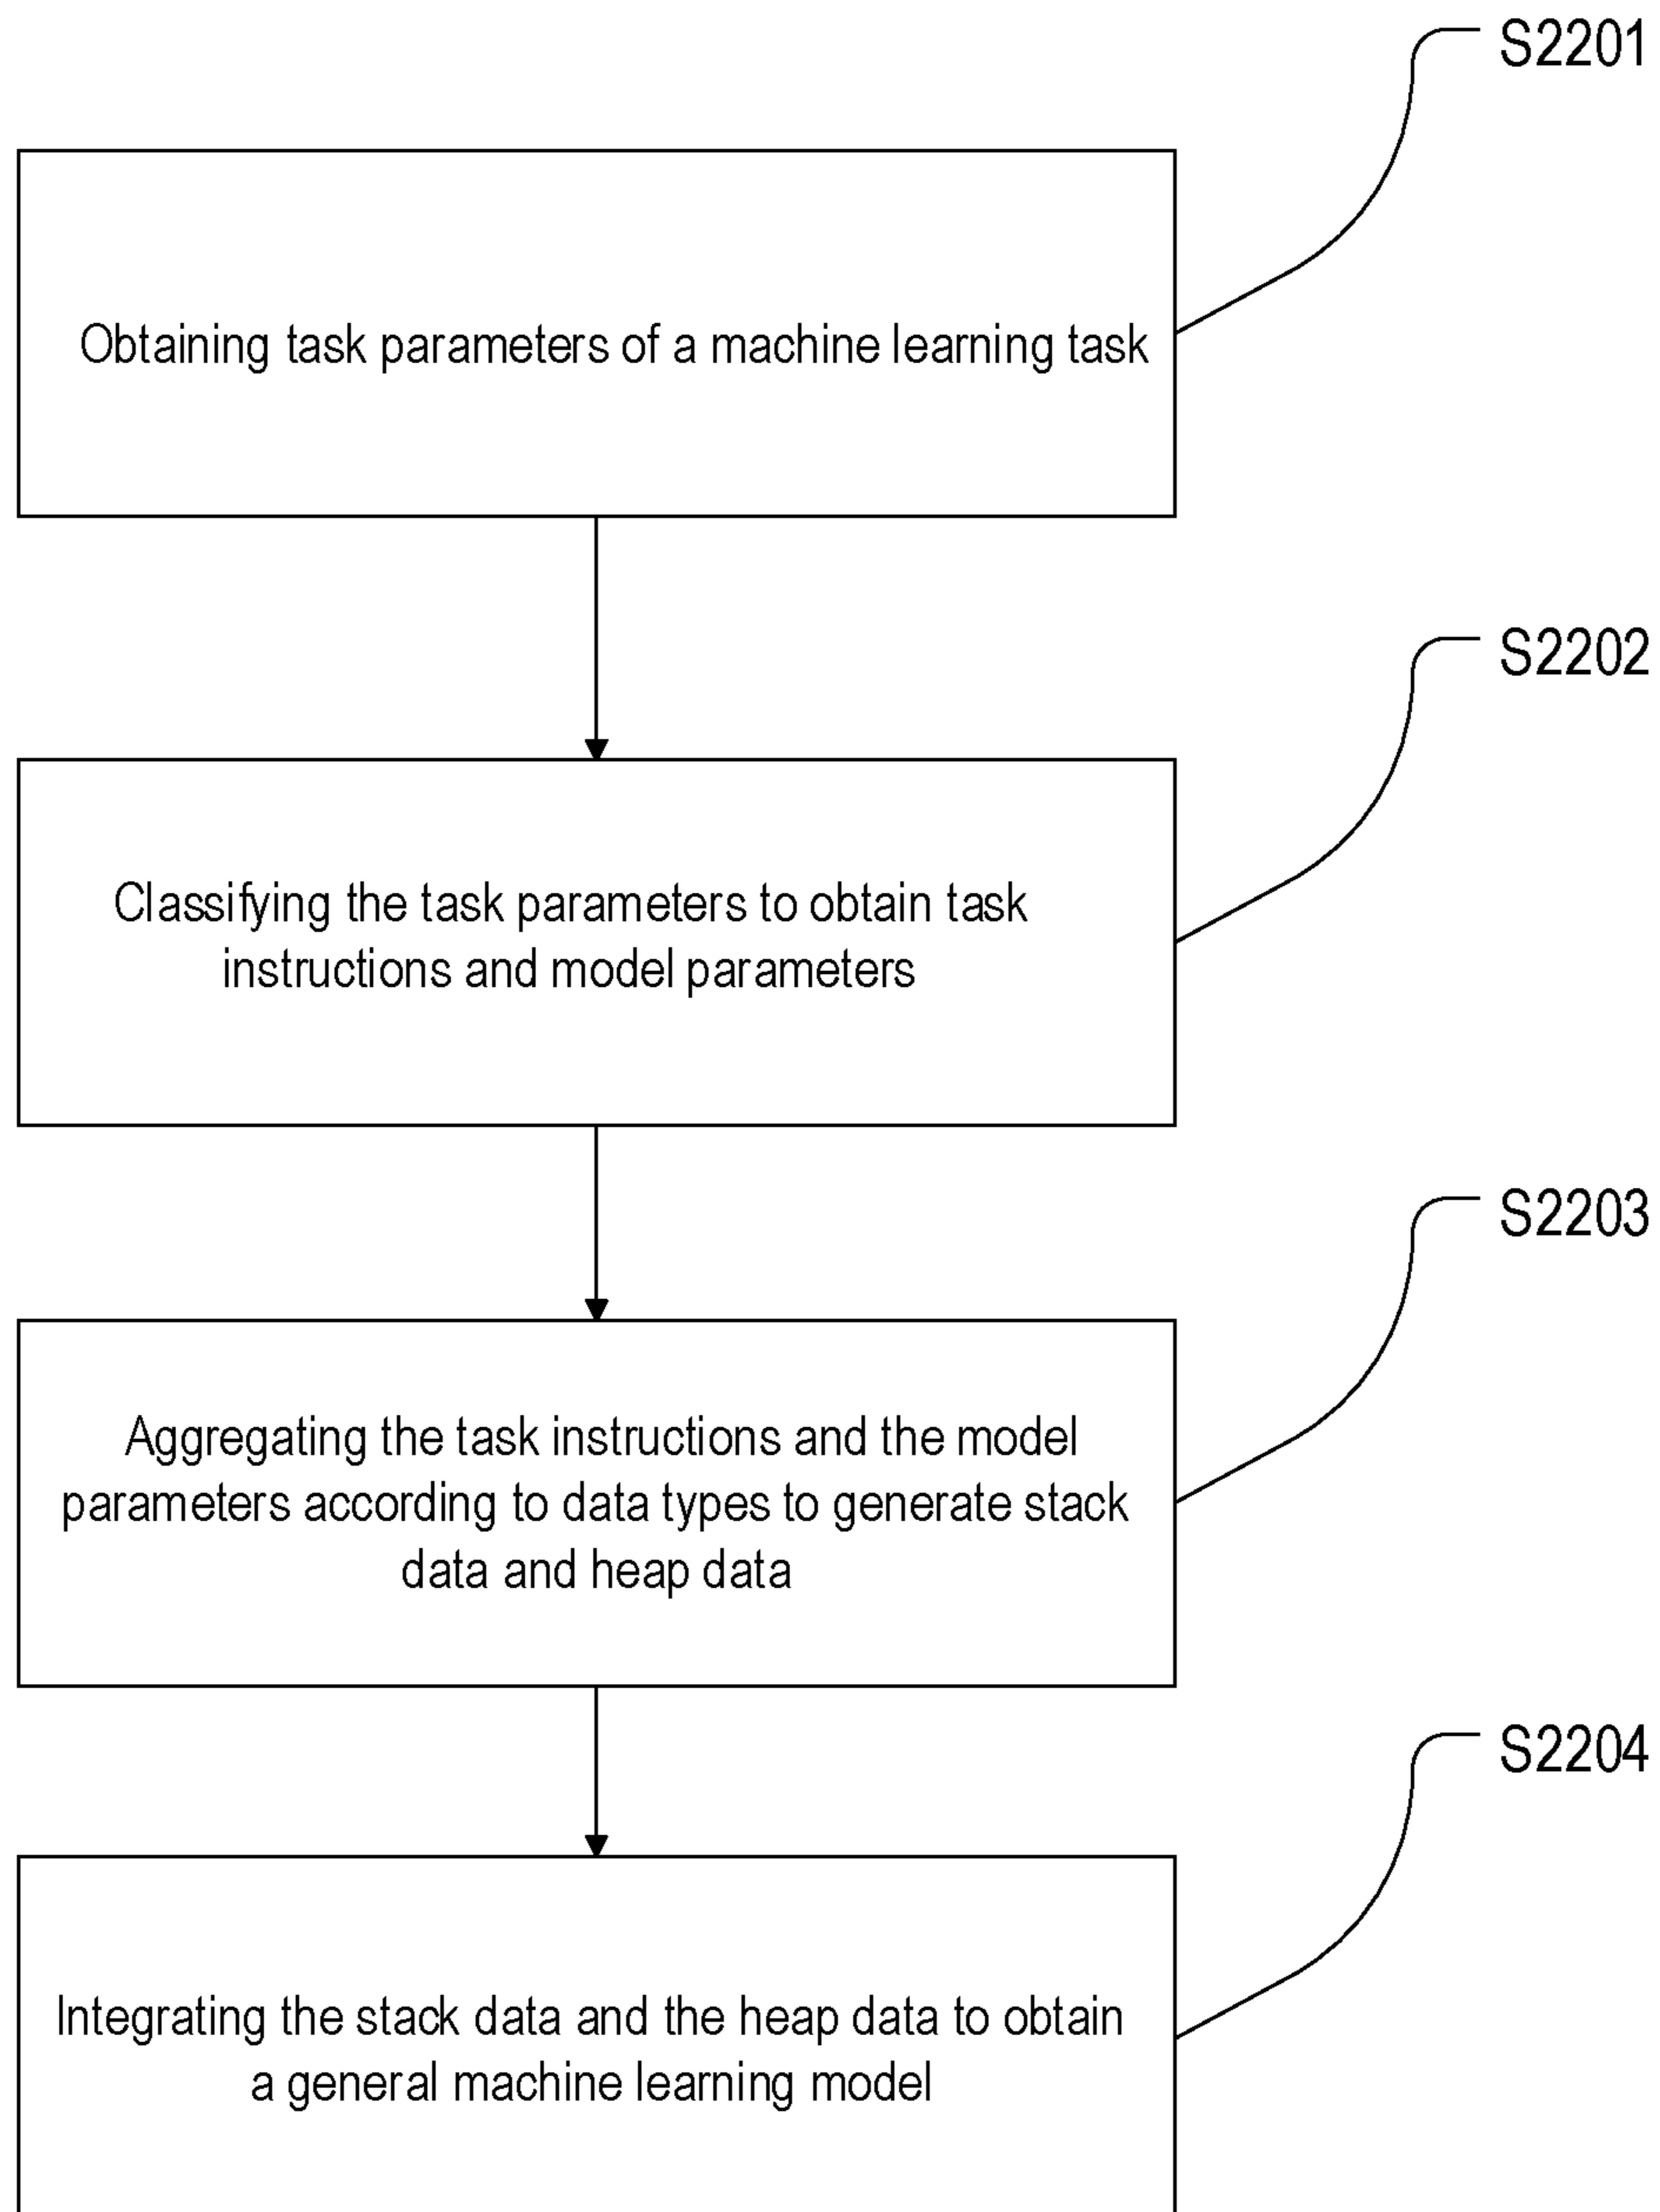 S2201
Obtaining task parameters of a machine learning task
S2202
Classifying the task parameters to obtain task
instructions and model parameters
S2203
Aggregating the task instructions and the model
parameters according to data types to generate stack
data and heap data
S2204
Integrating the stack data and the heap data to obtain
a general machine learning model